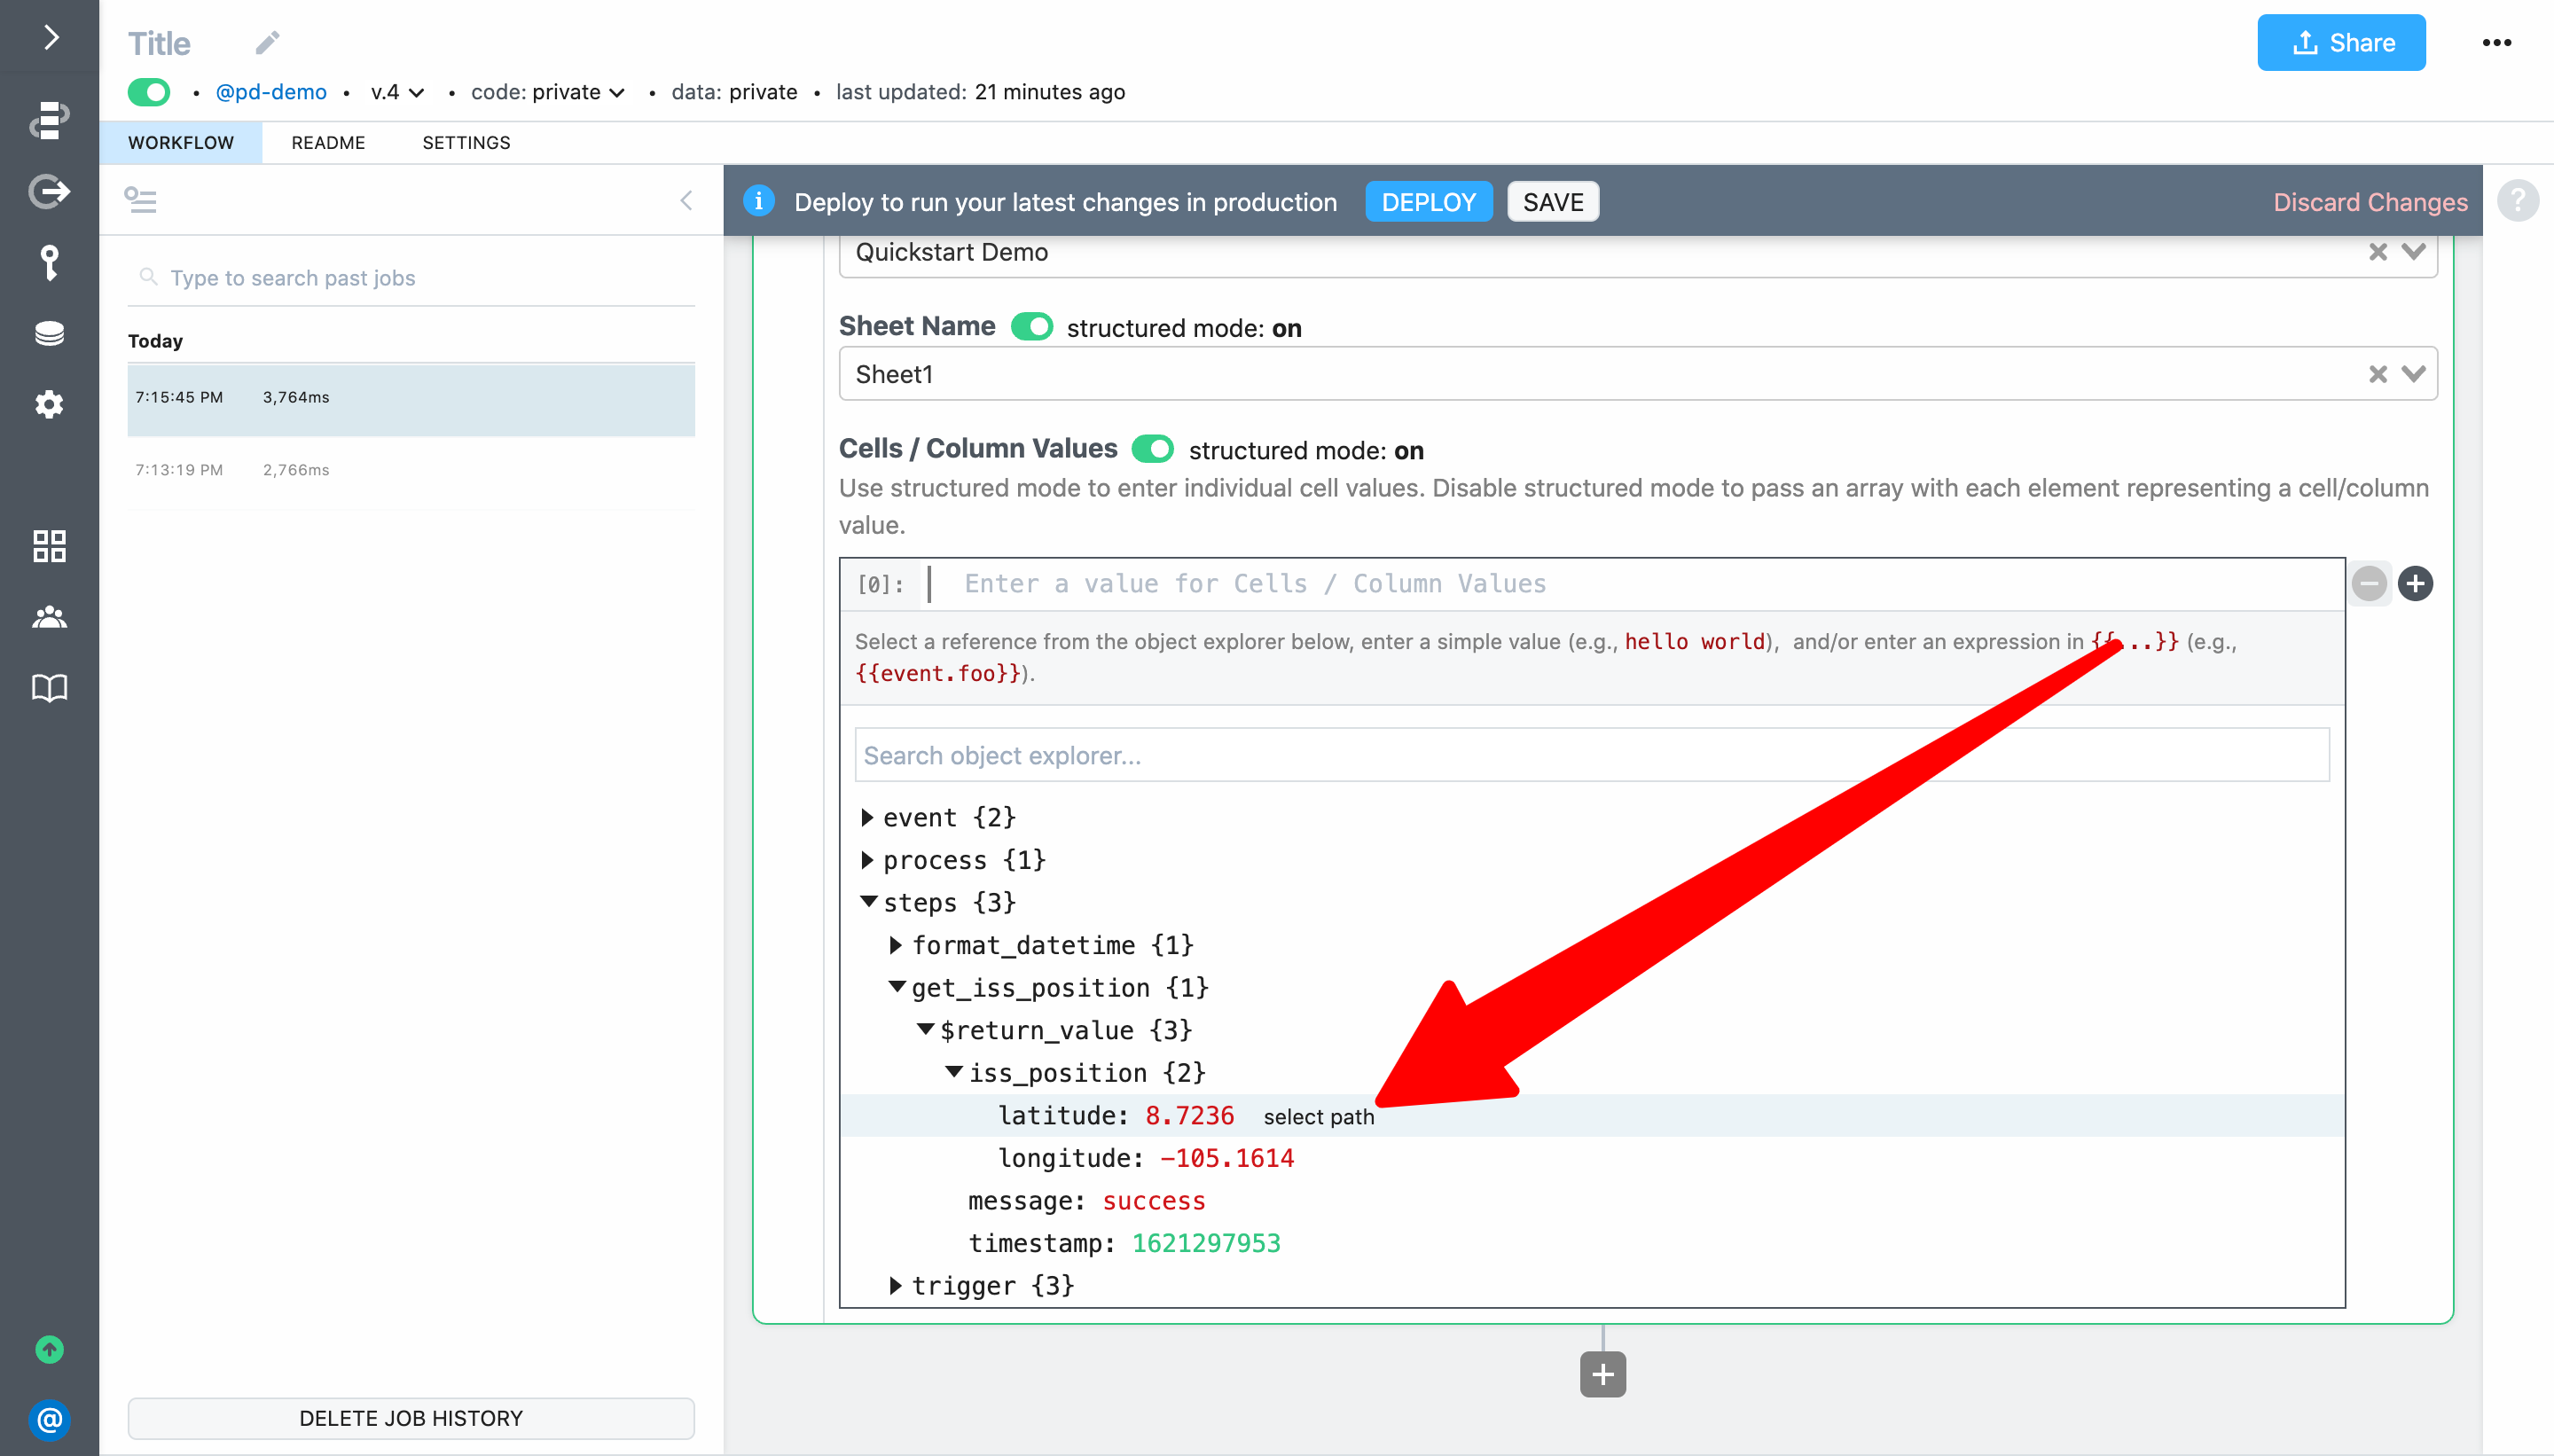 Title
Share
@pd-demo • v.4 • code: private • data: private • last updated: 21 minutes ago
WORKFLOW README SETTINGS
Deploy to run your latest changes in production DEPLOY SAVE Discard Changes ?
Type to search past jobs
Today
7:15:45 PM 3,764ms
7:13:19 PM 2,766ms
DELETE JOB HISTORY
Quickstart Demo
Sheet Name structured mode: on
Sheet1
Cells / Column Values structured mode: on
Use structured mode to enter individual cell values. Disable structured mode to pass an array with each element representing a cell/column
value.
[0]: Enter a value for Cells / Column Values
Select a reference from the object explorer below, enter a simple value (e.g., hello world), and/or enter an expression in {{...}} (e.g.,
{{event.foo}}).
Search object explorer...
event {2}
process {1}
steps {3}
format_datetime {1}
get_iss_position {1}
$return_value {3}
iss_position {2}
latitude: 8.7236 select path
longitude: -105.1614
message: success
timestamp: 1621297953
trigger {3}